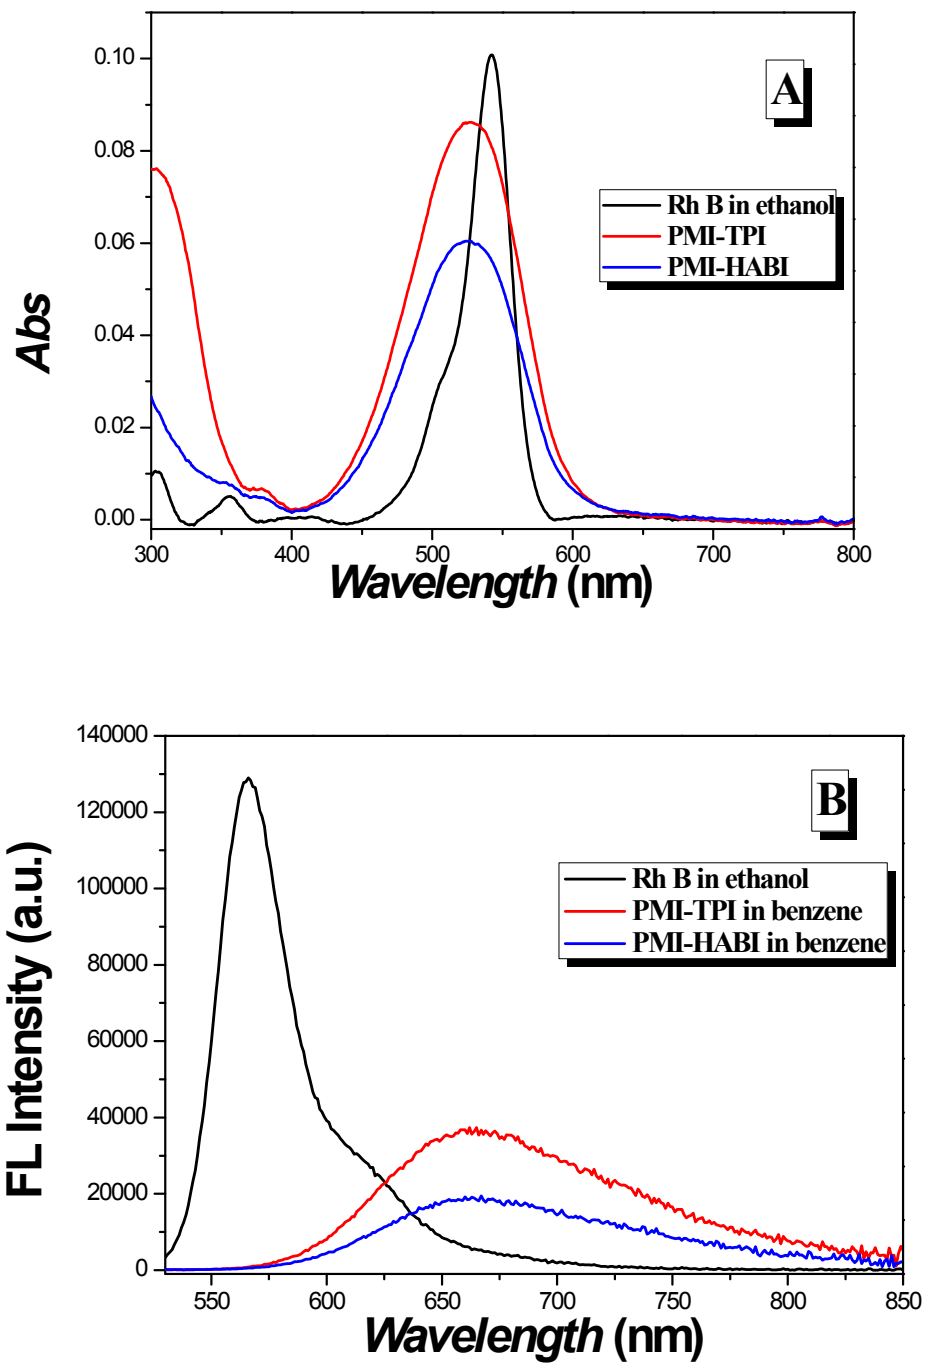 A
0.10
0.08
0.06
0.04
0.02
0.00
Abs
Rh B in ethanol
PMI-TPI
PMI-HABI
300 400 500 600 700 800
Wavelength (nm)
B
140000
120000
100000
80000
60000
40000
20000
0
FL Intensity (a.u.)
Rh B in ethanol
PMI-TPI in benzene
PMI-HABI in benzene
550 600 650 700 750 800 850
Wavelength (nm)